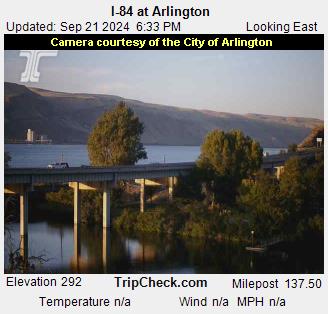 I-84 at Arlington
Updated: Sep 21 2024 6:33 PM Looking East
Camera courtesy of the City of Arlington
Elevation 292 TripCheck.com Milepost 137.50
Temperature n/a Wind n/a MPH n/a